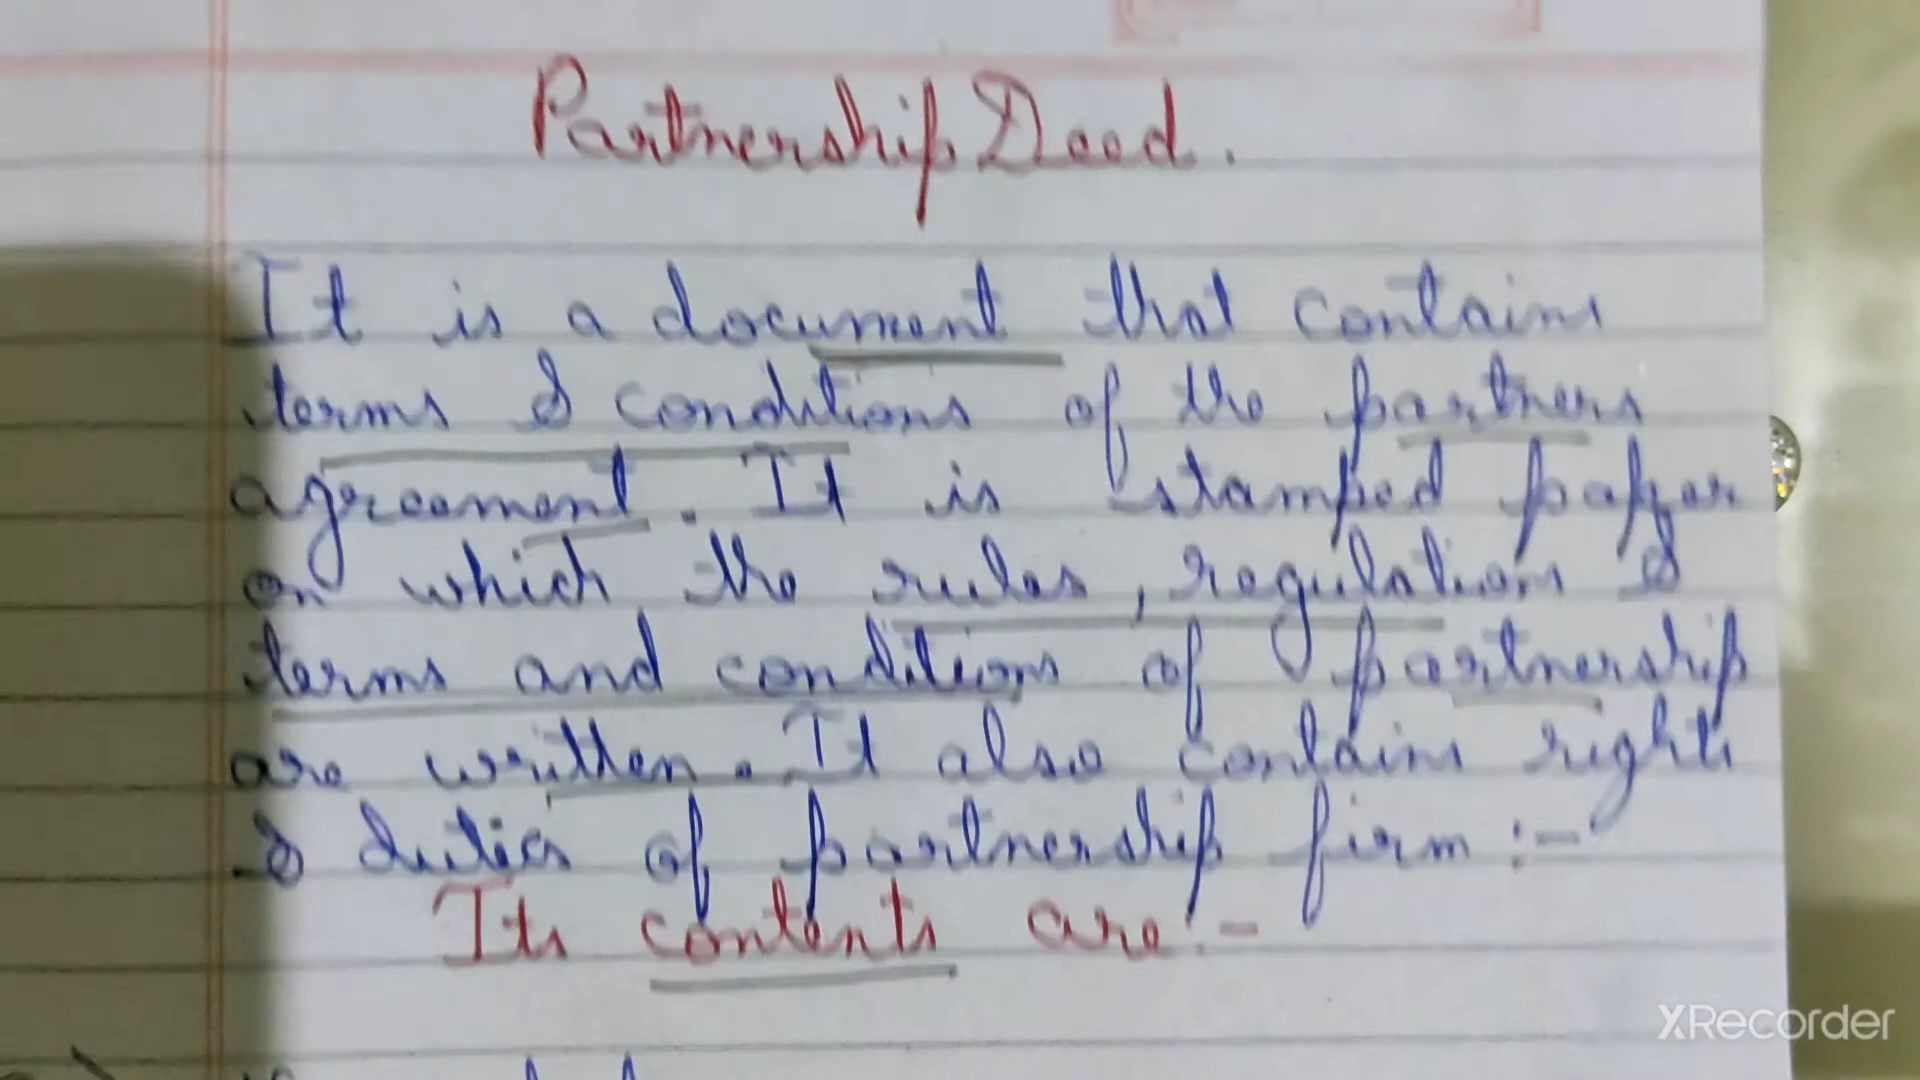 Partnership Deed.
It is a document that contains
terms & conditions of the partners
agreement. It is stamped paper
on which the rules, regulations &
terms and conditions of partnership
are written. It also contains rights
& duties of partnership firm :-
Its contents are :-
XRecorder